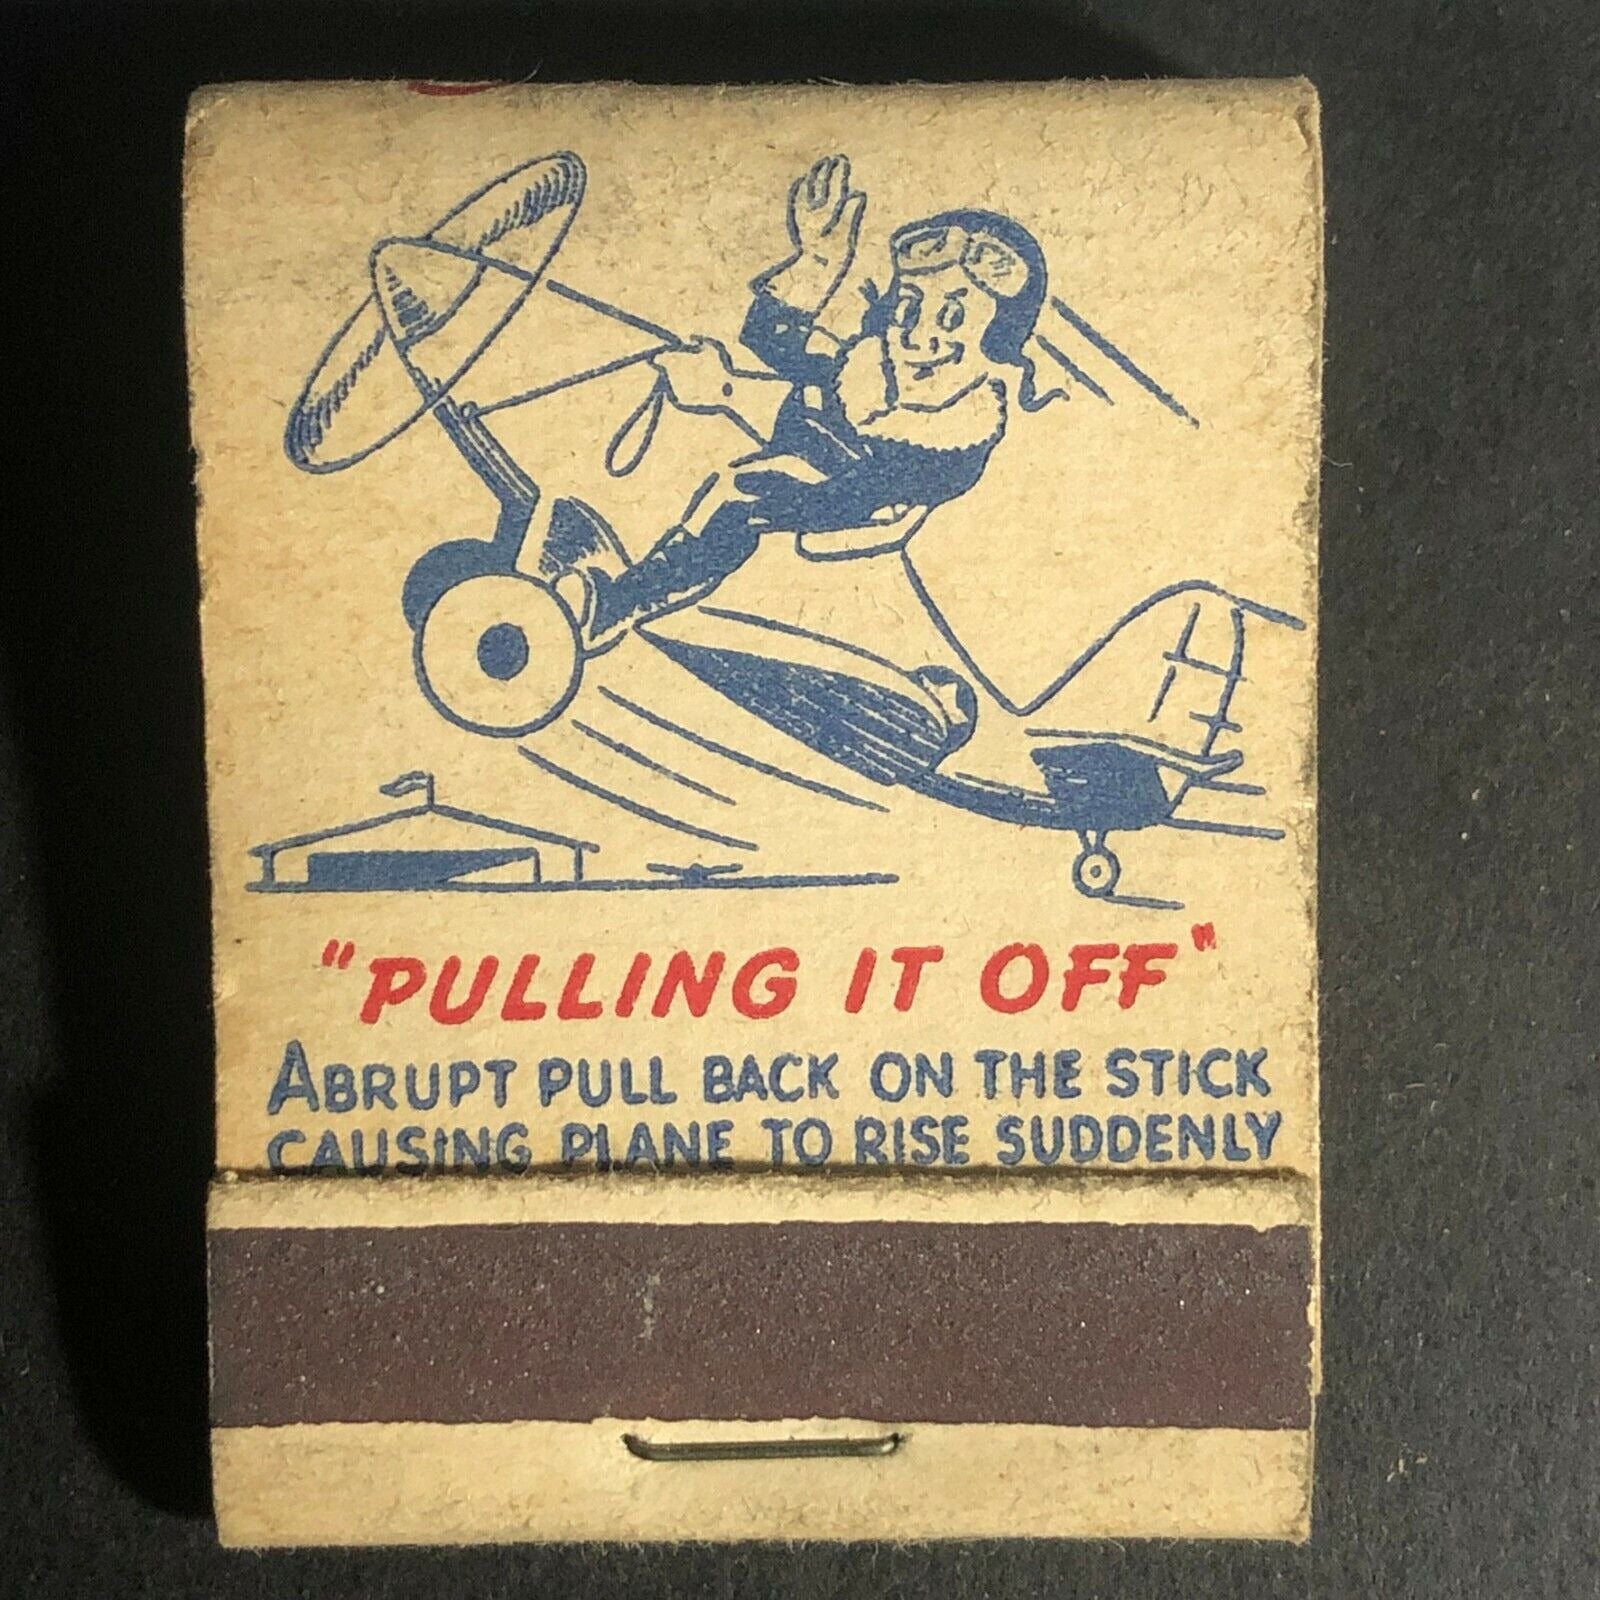 "PULLING IT OFF"
ABRUPT PULL BACK ON THE STICK
CAUSING PLANE TO RISE SUDDENLY